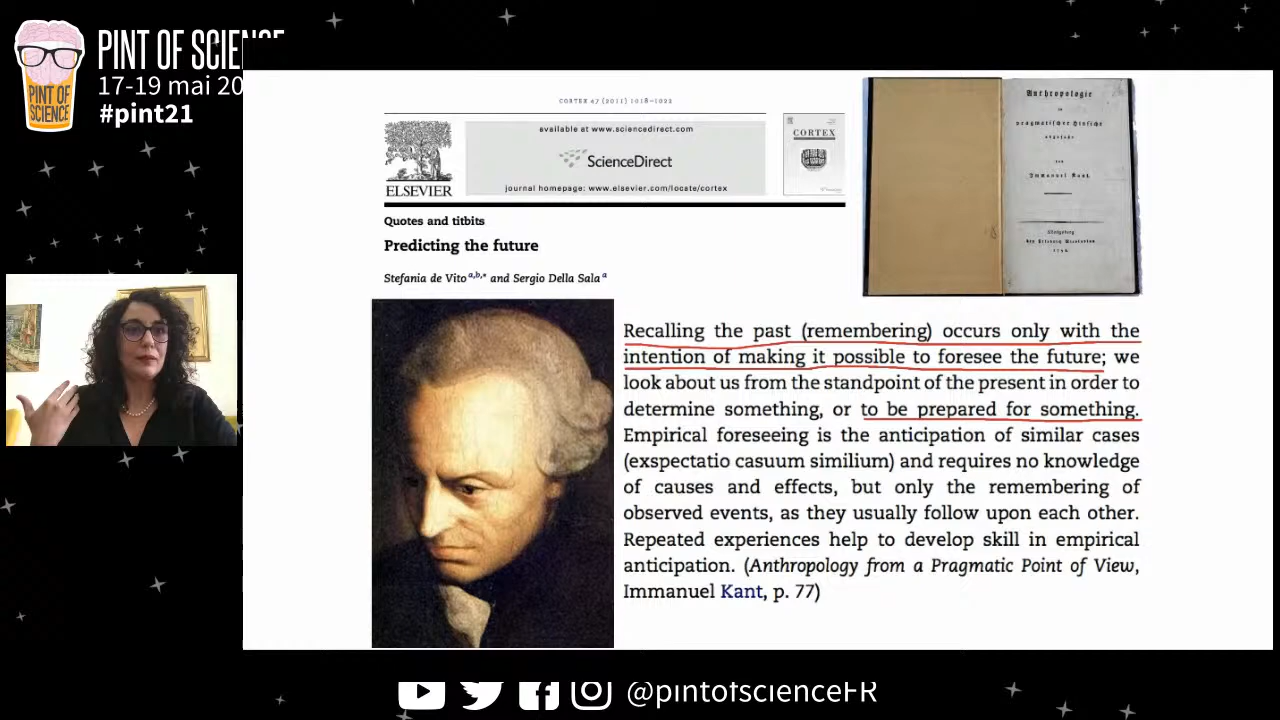 PINT OF SCIENCE
17-19 mai 20
#pint21
PINT OF
SCIENCE
CORTEX 47 (2011) 1018–1022
available at www.sciencedirect.com
ScienceDirect
journal homepage: www.elsevier.com/locate/cortex
ELSEVIER
CORTEX
Quotes and titbits
Predicting the future
Stefania de Vito a,b,* and Sergio Della Sala a
Anthropologie
in
pragmatischer Hinsicht
abgefaßt
von
Immanuel Kant.
Königsberg
Recalling the past (remembering) occurs only with the
intention of making it possible to foresee the future; we
look about us from the standpoint of the present in order to
determine something, or to be prepared for something.
Empirical foreseeing is the anticipation of similar cases
(exspectatio casuum similium) and requires no knowledge
of causes and effects, but only the remembering of
observed events, as they usually follow upon each other.
Repeated experiences help to develop skill in empirical
anticipation. (Anthropology from a Pragmatic Point of View,
Immanuel Kant, p. 77)
@pintofscienceFR